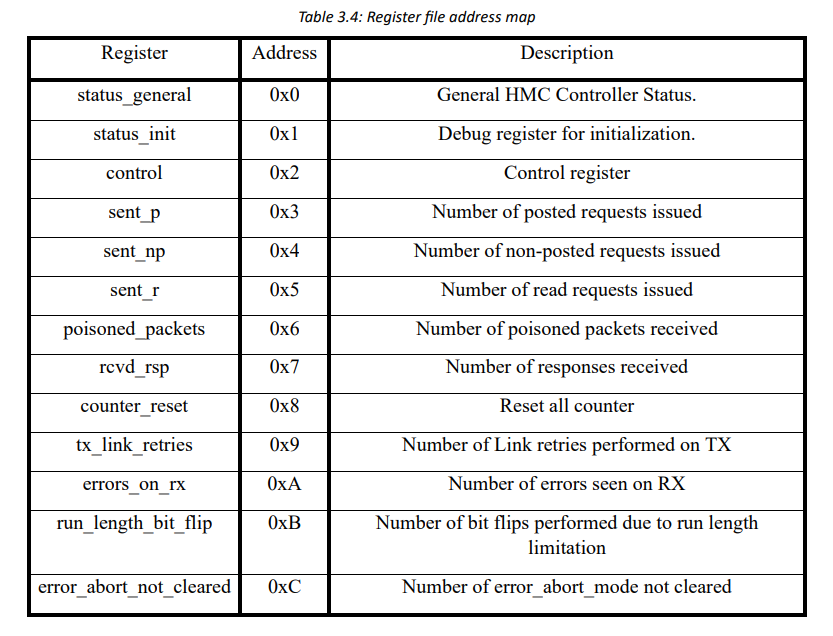 Table 3.4: Register file address map
Register Address Description
status_general 0x0 General HMC Controller Status.
status_init 0x1 Debug register for initialization.
control 0x2 Control register
sent_p 0x3 Number of posted requests issued
sent_np 0x4 Number of non-posted requests issued
sent_r 0x5 Number of read requests issued
poisoned_packets 0x6 Number of poisoned packets received
rcvd_rsp 0x7 Number of responses received
counter_reset 0x8 Reset all counter
tx_link_retries 0x9 Number of Link retries performed on TX
errors_on_rx 0xA Number of errors seen on RX
run_length_bit_flip 0xB Number of bit flips performed due to run length
limitation
error_abort_not_cleared 0xC Number of error_abort_mode not cleared